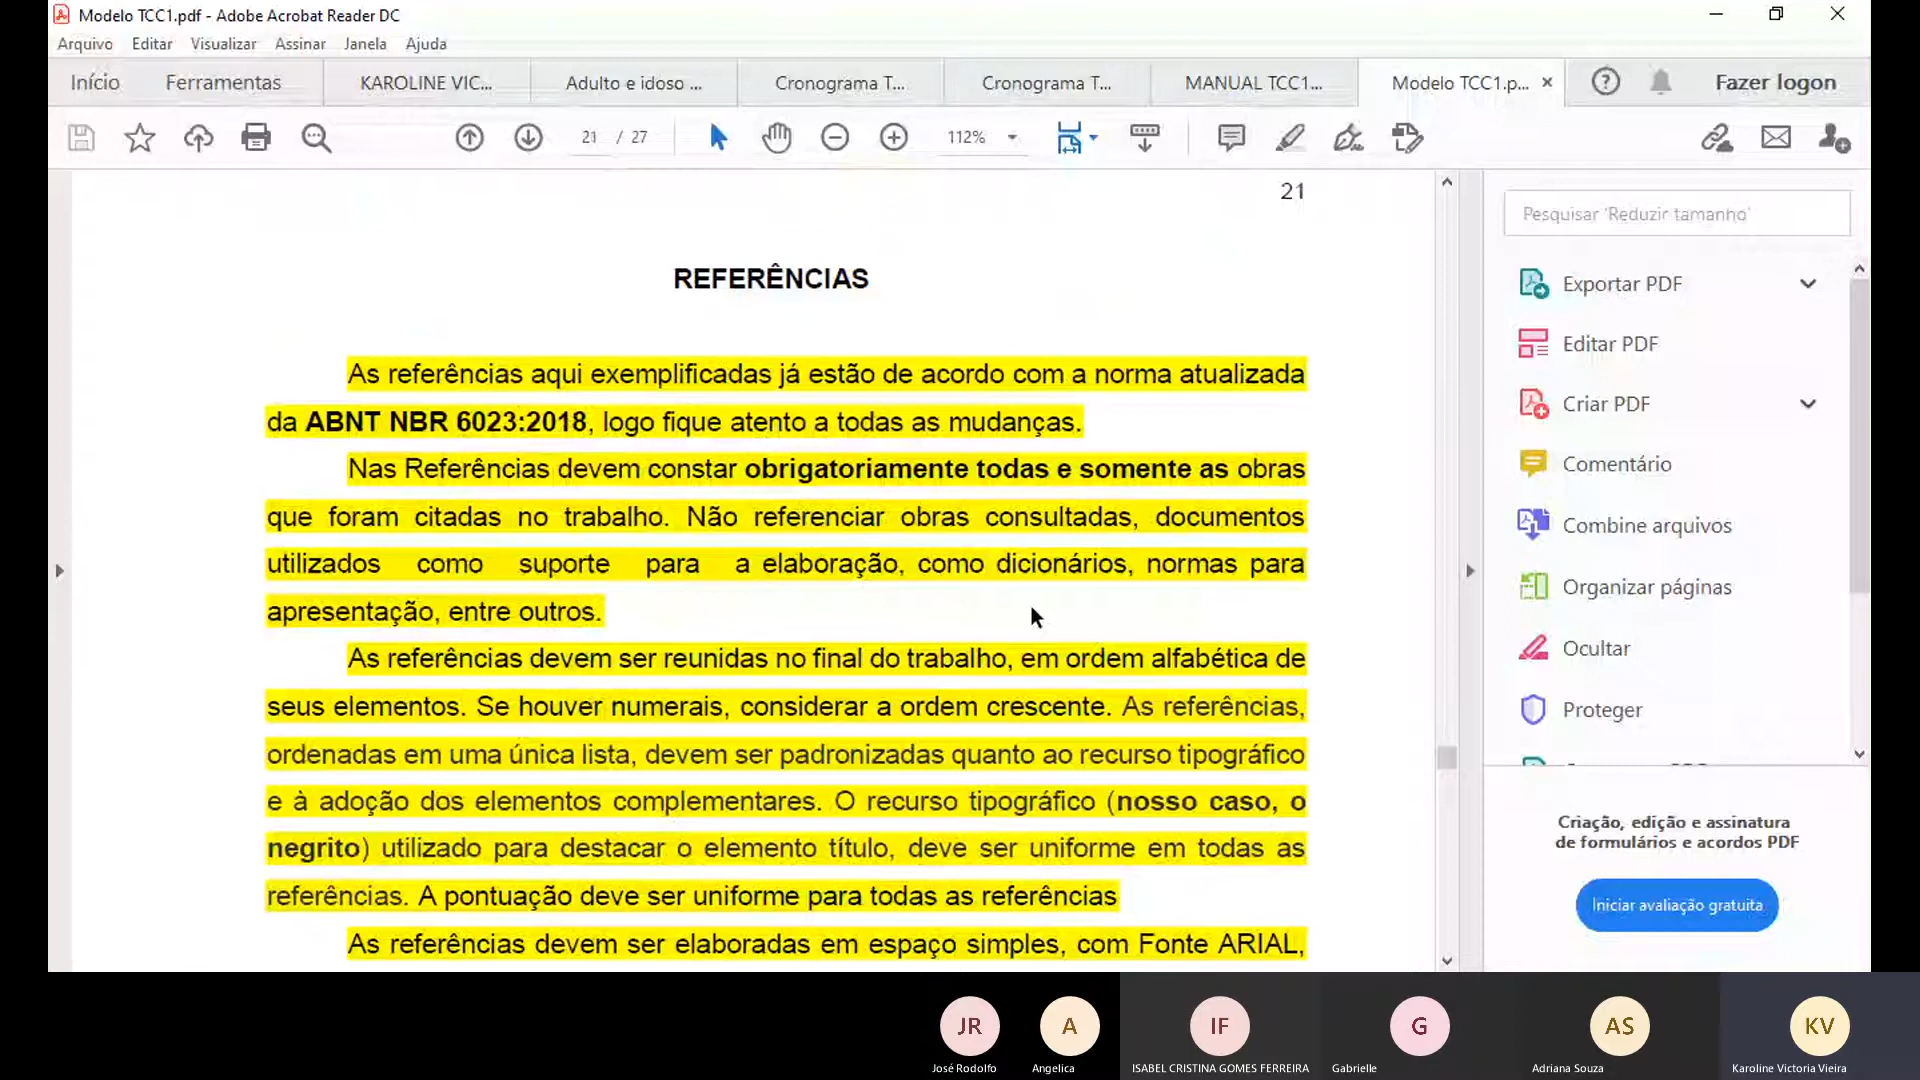 Modelo TCC1.pdf - Adobe Acrobat Reader DC
Arquivo Editar Visualizar Assinar Janela Ajuda
Início Ferramentas KAROLINE VIC... Adulto e idoso ... Cronograma T... Cronograma T... MANUAL TCC1... Modelo TCC1.p... Fazer logon
21 / 27 112%
21
REFERÊNCIAS
As referências aqui exemplificadas já estão de acordo com a norma atualizada
da ABNT NBR 6023:2018, logo fique atento a todas as mudanças.
Nas Referências devem constar obrigatoriamente todas e somente as obras
que foram citadas no trabalho. Não referenciar obras consultadas, documentos
utilizados como suporte para a elaboração, como dicionários, normas para
apresentação, entre outros.
As referências devem ser reunidas no final do trabalho, em ordem alfabética de
seus elementos. Se houver numerais, considerar a ordem crescente. As referências,
ordenadas em uma única lista, devem ser padronizadas quanto ao recurso tipográfico
e à adoção dos elementos complementares. O recurso tipográfico (nosso caso, o
negrito) utilizado para destacar o elemento título, deve ser uniforme em todas as
referências. A pontuação deve ser uniforme para todas as referências
As referências devem ser elaboradas em espaço simples, com Fonte ARIAL,
Pesquisar 'Reduzir tamanho'
Exportar PDF
Editar PDF
Criar PDF
Comentário
Combine arquivos
Organizar páginas
Ocultar
Proteger
Criação, edição e assinatura
de formulários e acordos PDF
Iniciar avaliação gratuita
JR A IF G AS KV
José Rodolfo Angelica ISABEL CRISTINA GOMES FERREIRA Gabrielle Adriana Souza Karoline Victoria Vieira